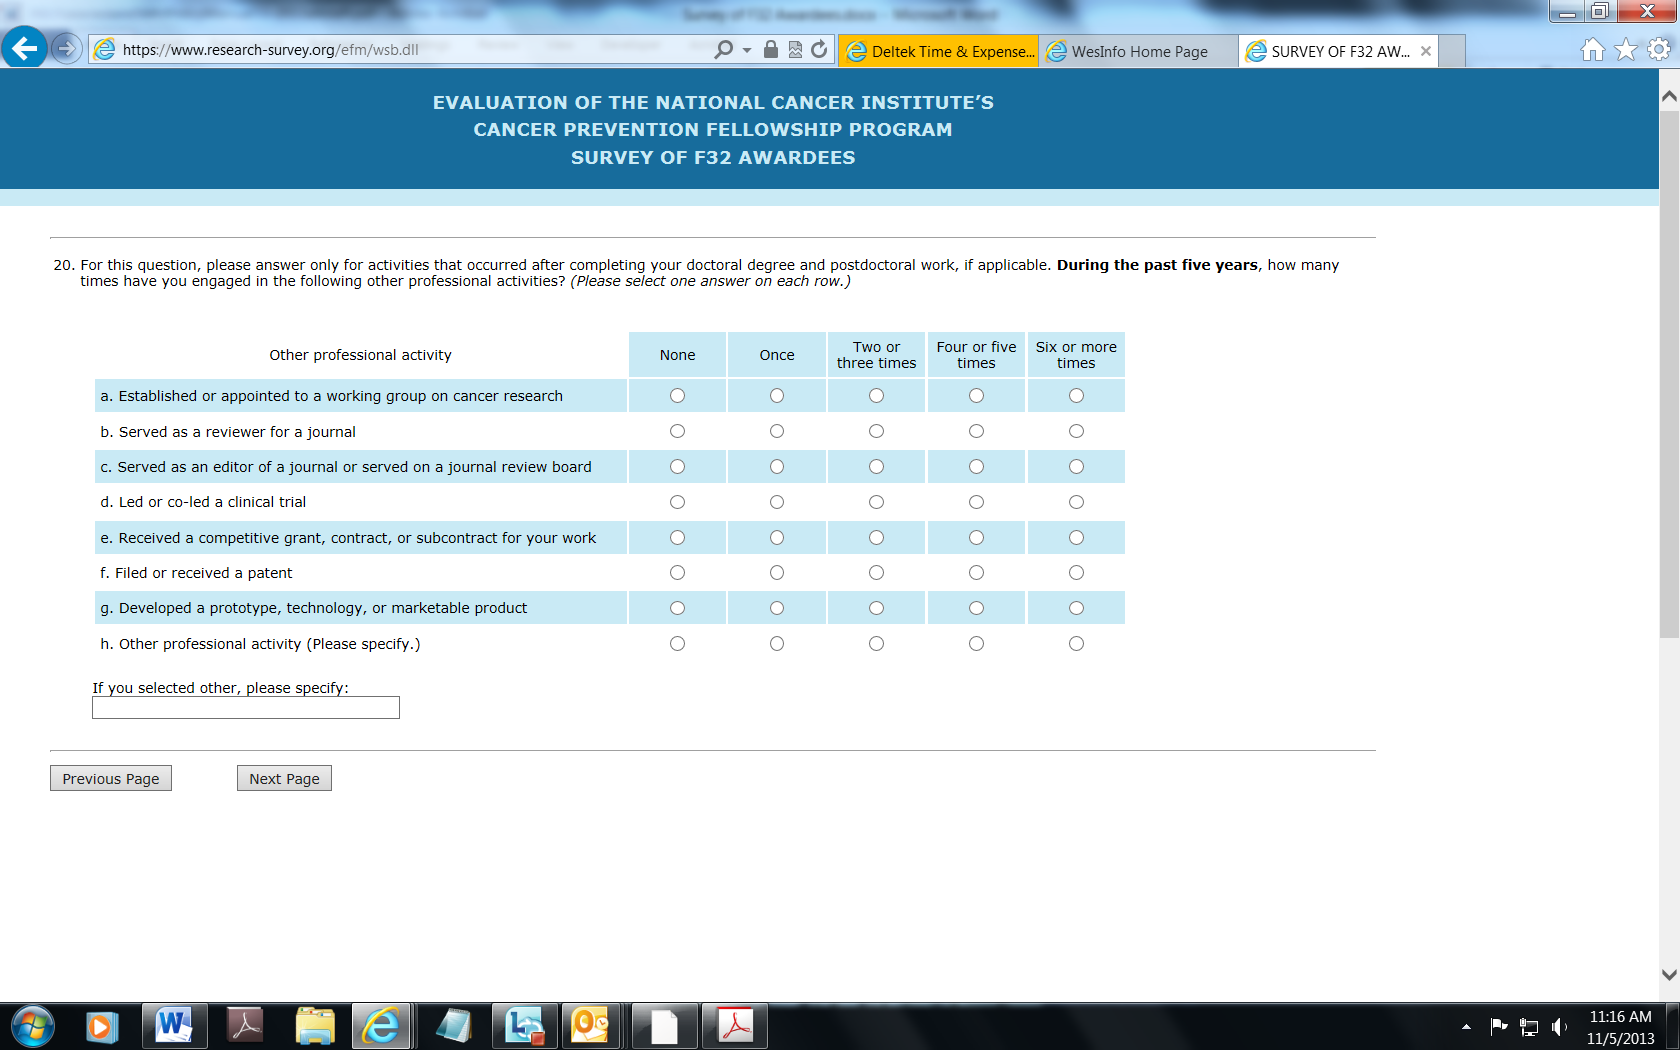 https://www.research-survey.org/efm/wsb.dll
Deltek Time & Expense...
WesInfo Home Page
SURVEY OF F32 AW...
EVALUATION OF THE NATIONAL CANCER INSTITUTE'S
CANCER PREVENTION FELLOWSHIP PROGRAM
SURVEY OF F32 AWARDEES
20. For this question, please answer only for activities that occurred after completing your doctoral degree and postdoctoral work, if applicable. During the past five years, how many
times have you engaged in the following other professional activities? (Please select one answer on each row.)
Other professional activity
None
Once
Two or
three times
Four or five
times
Six or more
times
a. Established or appointed to a working group on cancer research
b. Served as a reviewer for a journal
c. Served as an editor of a journal or served on a journal review board
d. Led or co-led a clinical trial
e. Received a competitive grant, contract, or subcontract for your work
f. Filed or received a patent
g. Developed a prototype, technology, or marketable product
h. Other professional activity (Please specify.)
If you selected other, please specify:
Previous Page
Next Page
11:16 AM
11/5/2013